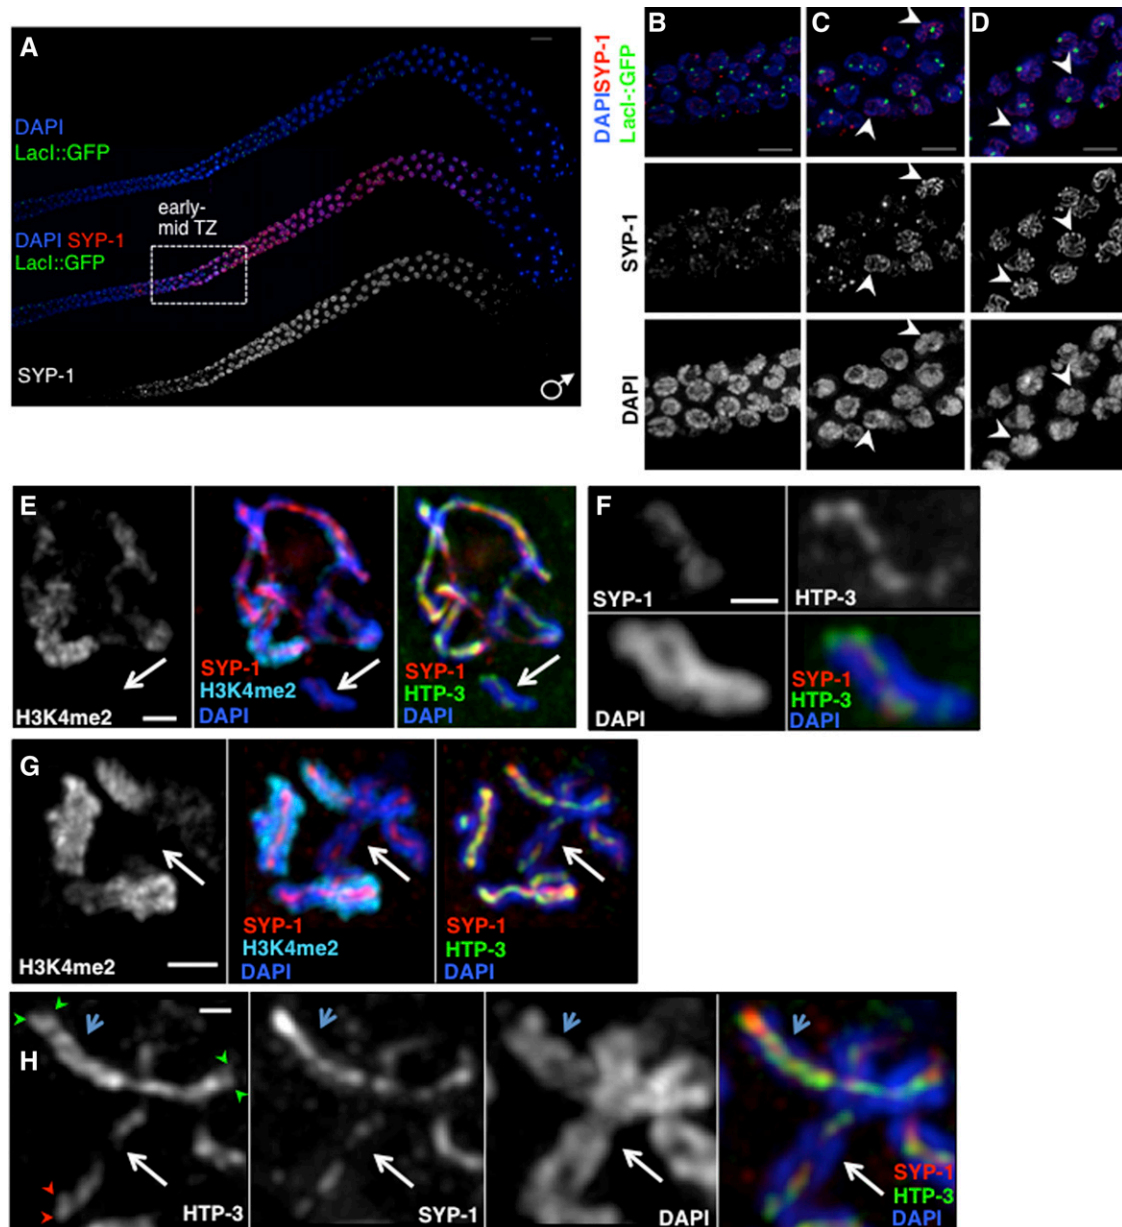 A
DAPI
LacI::GFP
early-
mid TZ
DAPI SYP-1
LacI::GFP
SYP-1
B
C
D
DAPI SYP-1
LacI-:GFP
SYP-1
DAPI
E
H3K4me2
SYP-1
H3K4me2
DAPI
SYP-1
HTP-3
DAPI
F
SYP-1
HTP-3
DAPI
SYP-1
HTP-3
DAPI
G
H3K4me2
SYP-1
H3K4me2
DAPI
SYP-1
HTP-3
DAPI
H
HTP-3
SYP-1
DAPI
SYP-1
HTP-3
DAPI